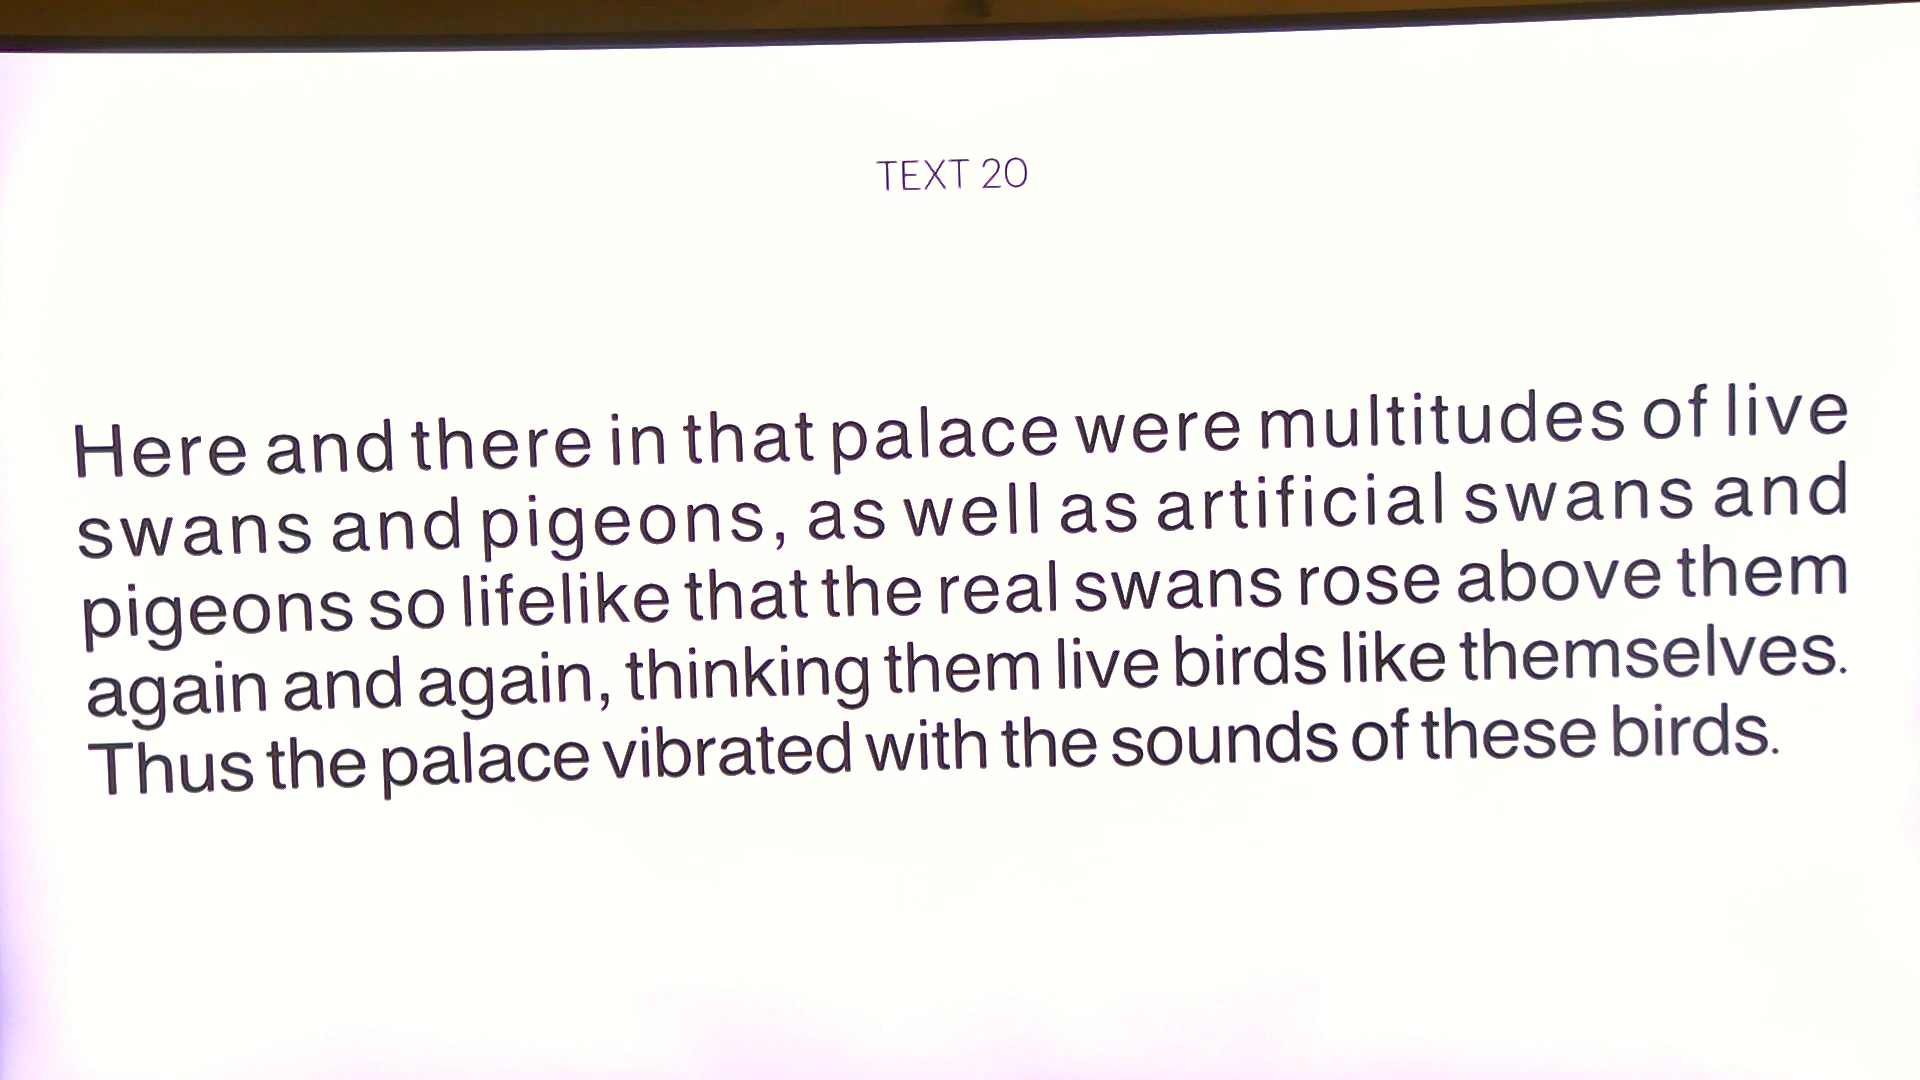 TEXT 20
Here and there in that palace were multitudes of live
swans and pigeons, as well as artificial swans and
pigeons so lifelike that the real swans rose above them
again and again, thinking them live birds like themselves.
Thus the palace vibrated with the sounds of these birds.